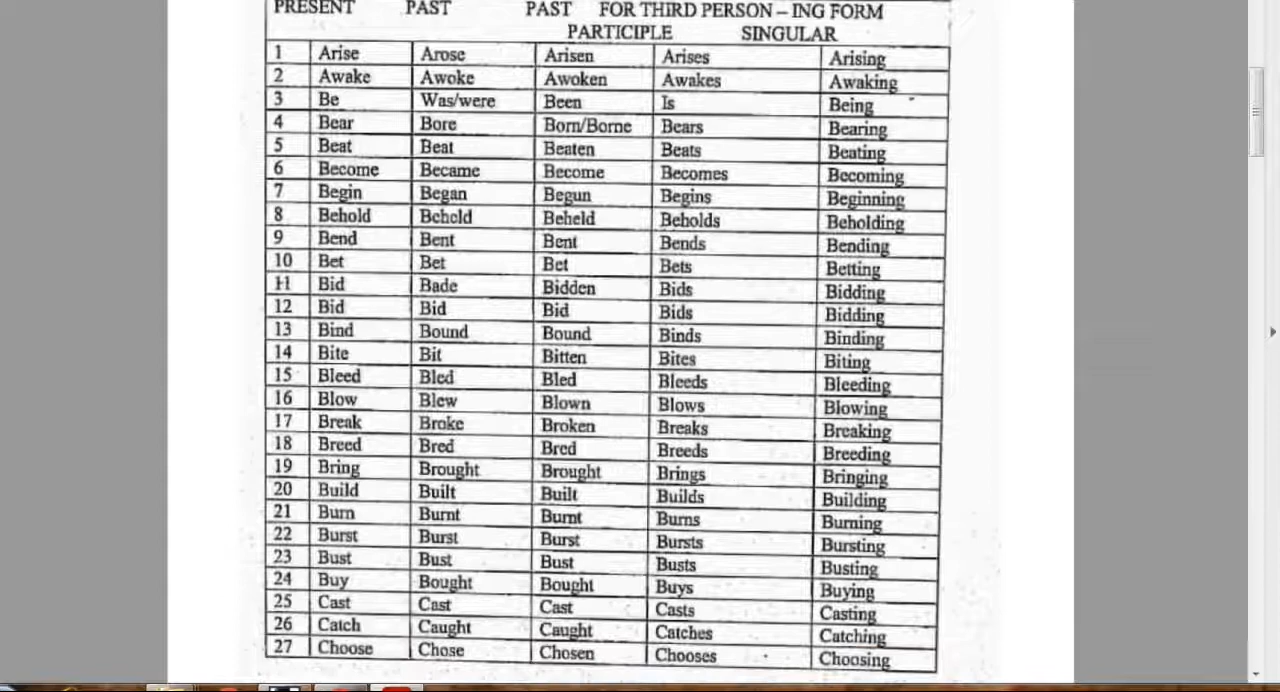 PRESENT PAST PAST FOR THIRD PERSON – ING FORM
PARTICIPLE SINGULAR
1 Arise Arose Arisen Arises Arising
2 Awake Awoke Awoken Awakes Awaking
3 Be Was/were Been Is Being
4 Bear Bore Born/Borne Bears Bearing
5 Beat Beat Beaten Beats Beating
6 Become Became Become Becomes Becoming
7 Begin Began Begun Begins Beginning
8 Behold Beheld Beheld Beholds Beholding
9 Bend Bent Bent Bends Bending
10 Bet Bet Bet Bets Betting
11 Bid Bade Bidden Bids Bidding
12 Bid Bid Bid Bids Bidding
13 Bind Bound Bound Binds Binding
14 Bite Bit Bitten Bites Biting
15 Bleed Bled Bled Bleeds Bleeding
16 Blow Blew Blown Blows Blowing
17 Break Broke Broken Breaks Breaking
18 Breed Bred Bred Breeds Breeding
19 Bring Brought Brought Brings Bringing
20 Build Built Built Builds Building
21 Burn Burnt Burnt Burns Burning
22 Burst Burst Burst Bursts Bursting
23 Bust Bust Bust Busts Busting
24 Buy Bought Bought Buys Buying
25 Cast Cast Cast Casts Casting
26 Catch Caught Caught Catches Catching
27 Choose Chose Chosen Chooses Choosing